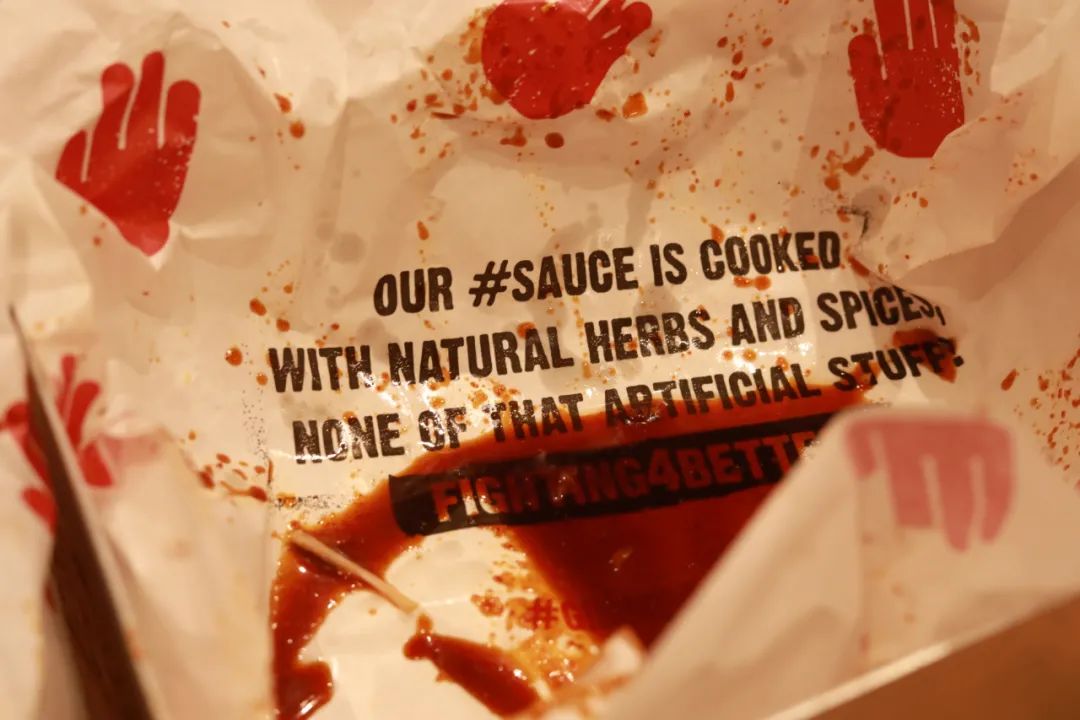 OUR #SAUCE IS COOKED
WITH NATURAL HERBS AND SPICES,
NONE OF THAT ARTIFICIAL STUFF.